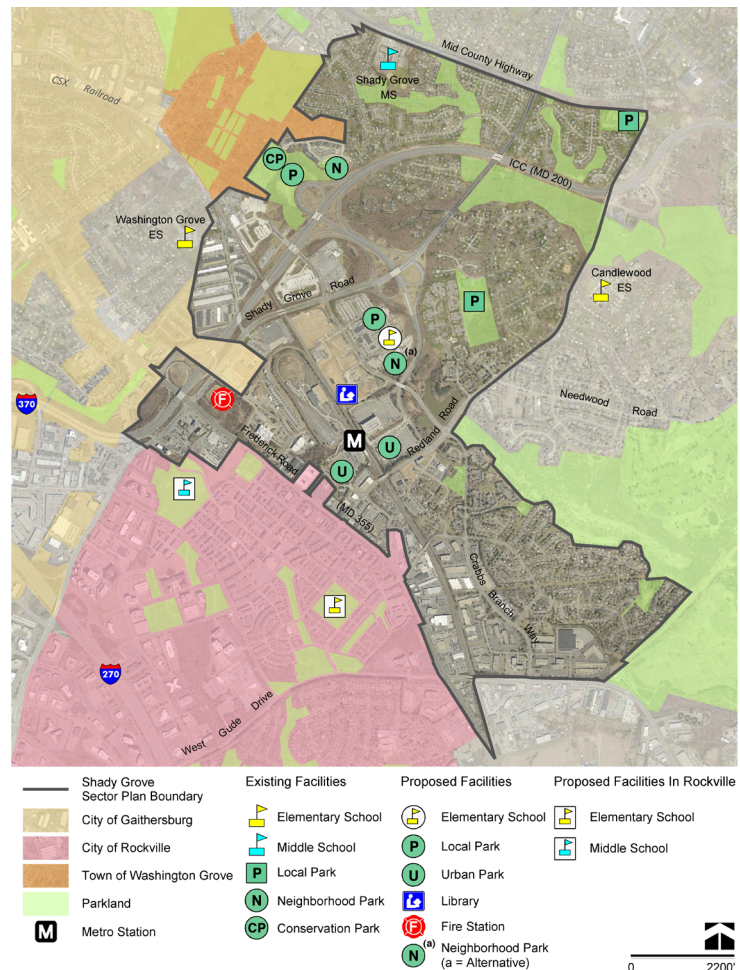 Mid County Highway
CSX Railroad
Shady Grove
MS
P
CP
P
N
ICC (MD 200)
Washington Grove
ES
Candlewood
ES
Shady Grove Road
P
P
(a)
N
370
F
Needwood Road
M
U
Redland Road
Frederick Road
U
(MD 355)
Crabbs Branch Way
270
West Gude Drive
Shady Grove
Sector Plan Boundary
City of Gaithersburg
City of Rockville
Town of Washington Grove
Parkland
M Metro Station
Existing Facilities
Elementary School
Middle School
P Local Park
N Neighborhood Park
CP Conservation Park
Proposed Facilities
Elementary School
P Local Park
U Urban Park
Library
F Fire Station
N (a) Neighborhood Park
(a = Alternative)
Proposed Facilities In Rockville
Elementary School
Middle School
0 2200'